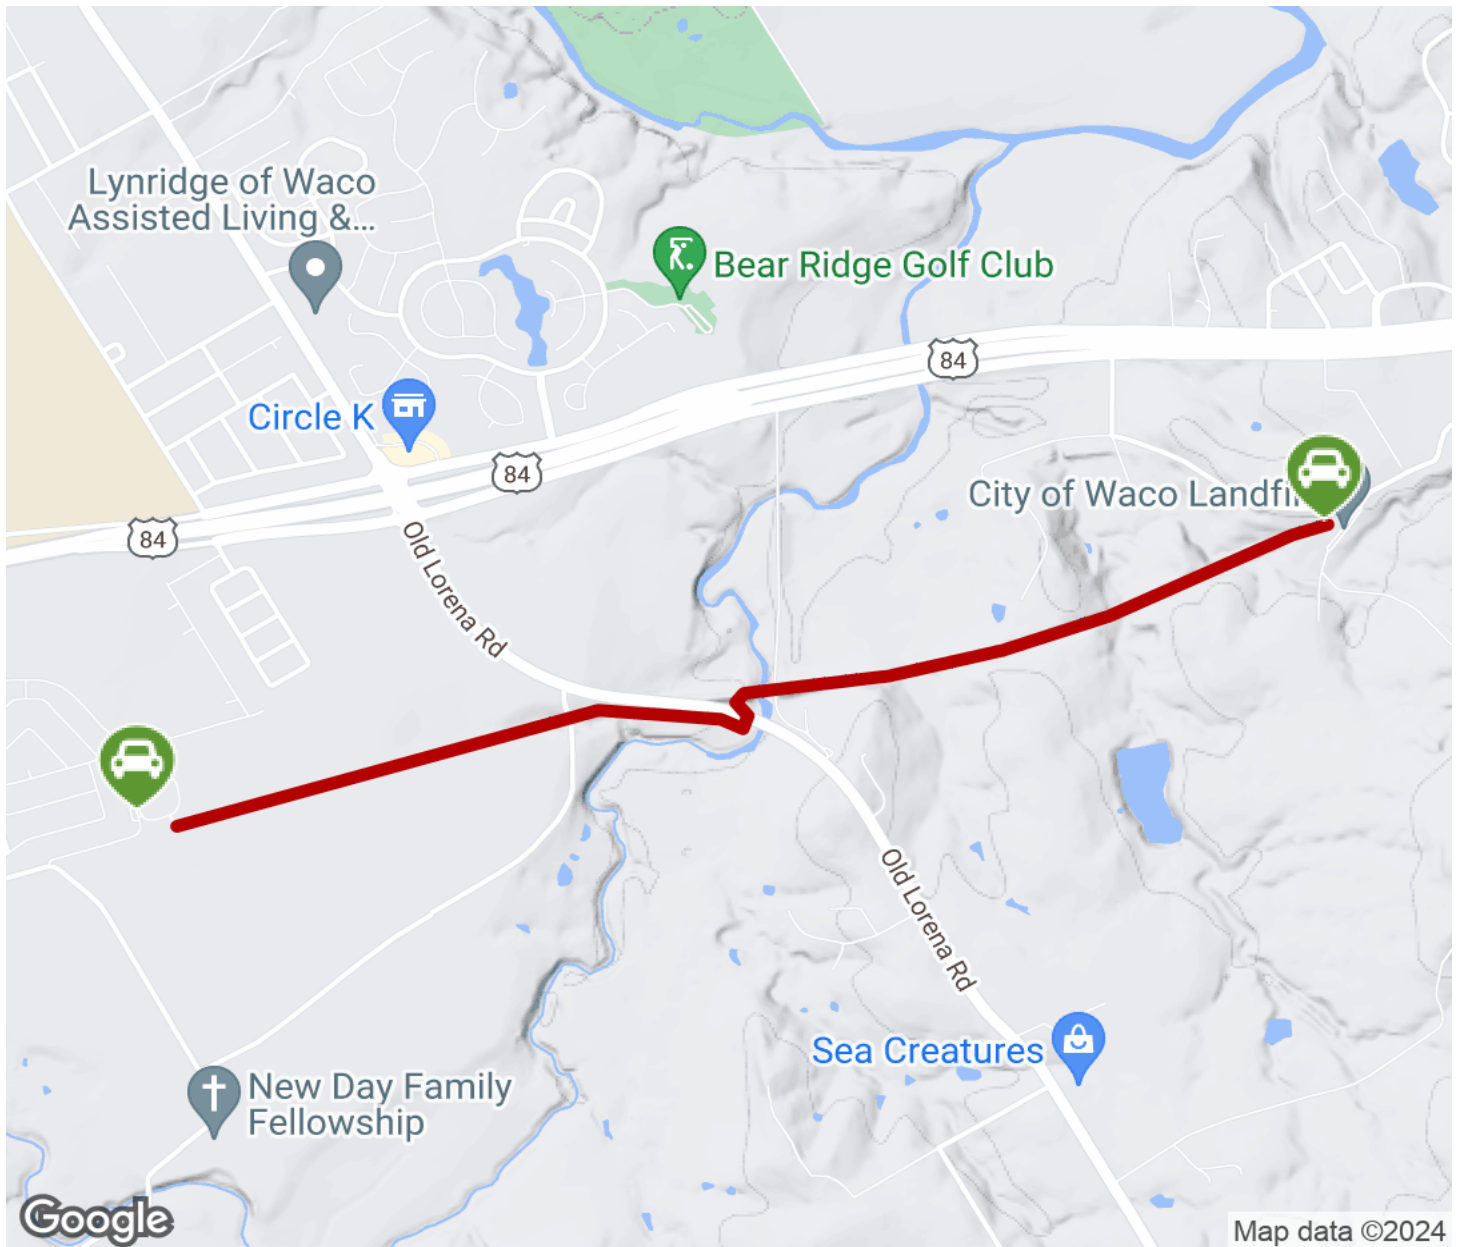 Lynridge of Waco
Assisted Living &...
Bear Ridge Golf Club
84
Circle K
84
City of Waco Landfi
84
Old Lorena Rd
Old Lorena Rd
Sea Creatures
New Day Family
Fellowship
Google
Map data ©2024